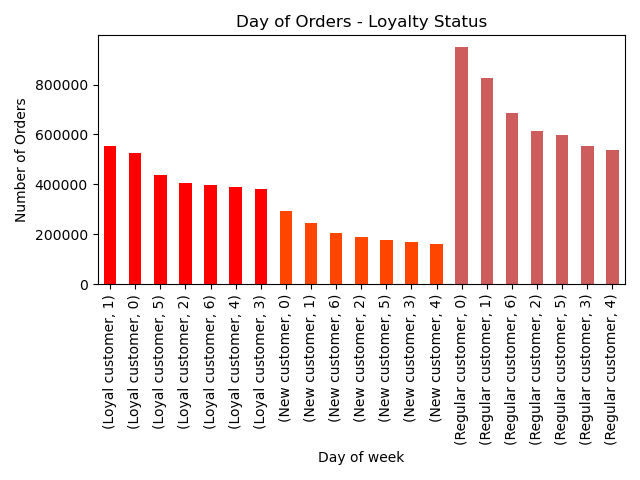 Day of Orders - Loyalty Status
Number of Orders
800000
600000
400000
200000
0
(Loyal customer, 1)
(Loyal customer, 0)
(Loyal customer, 5)
(Loyal customer, 2)
(Loyal customer, 6)
(Loyal customer, 4)
(Loyal customer, 3)
(New customer, 0)
(New customer, 1)
(New customer, 6)
(New customer, 2)
(New customer, 5)
(New customer, 3)
(New customer, 4)
(Regular customer, 0)
(Regular customer, 1)
(Regular customer, 6)
(Regular customer, 2)
(Regular customer, 5)
(Regular customer, 3)
(Regular customer, 4)
Day of week